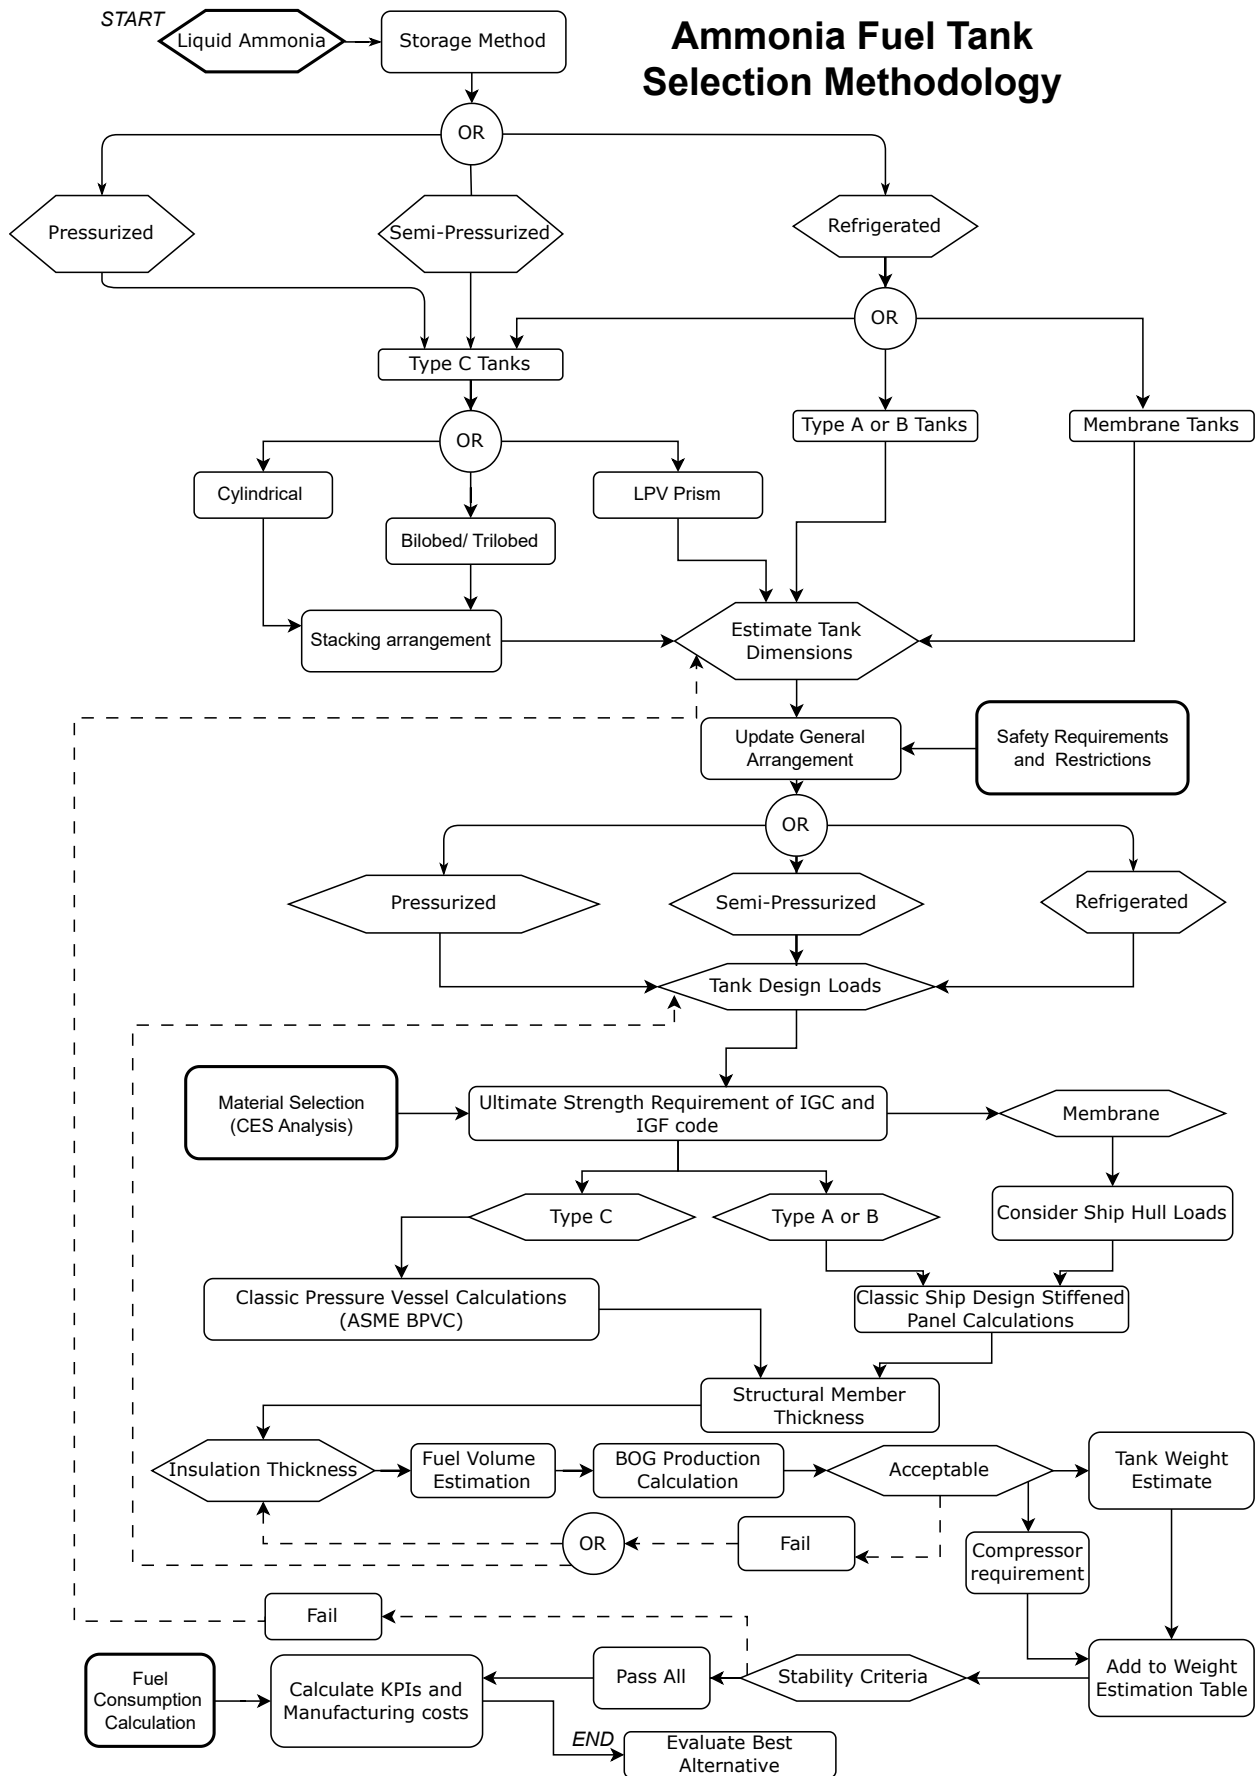 START
Liquid Ammonia
Storage Method
Ammonia Fuel Tank
Selection Methodology
OR
Pressurized
Semi-Pressurized
Refrigerated
OR
Type C Tanks
OR
Type A or B Tanks
Membrane Tanks
Cylindrical
LPV Prism
Bilobed/ Trilobed
Stacking arrangement
Estimate Tank
Dimensions
Update General
Arrangement
Safety Requirements
and Restrictions
OR
Pressurized
Semi-Pressurized
Refrigerated
Tank Design Loads
Material Selection
(CES Analysis)
Ultimate Strength Requirement of IGC and
IGF code
Membrane
Type C
Type A or B
Consider Ship Hull Loads
Classic Pressure Vessel Calculations
(ASME BPVC)
Classic Ship Design Stiffened
Panel Calculations
Structural Member
Thickness
Insulation Thickness
Fuel Volume
Estimation
BOG Production
Calculation
Acceptable
Tank Weight
Estimate
OR
Fail
Compressor
requirement
Fail
Fuel
Consumption
Calculation
Calculate KPIs and
Manufacturing costs
Pass All
Stability Criteria
Add to Weight
Estimation Table
END
Evaluate Best
Alternative